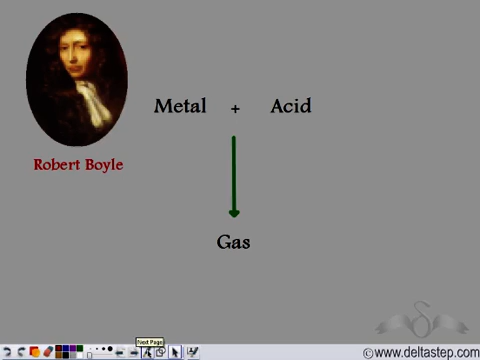 Metal + Acid
Robert Boyle
Gas
Next Page
©www.deltastep.com